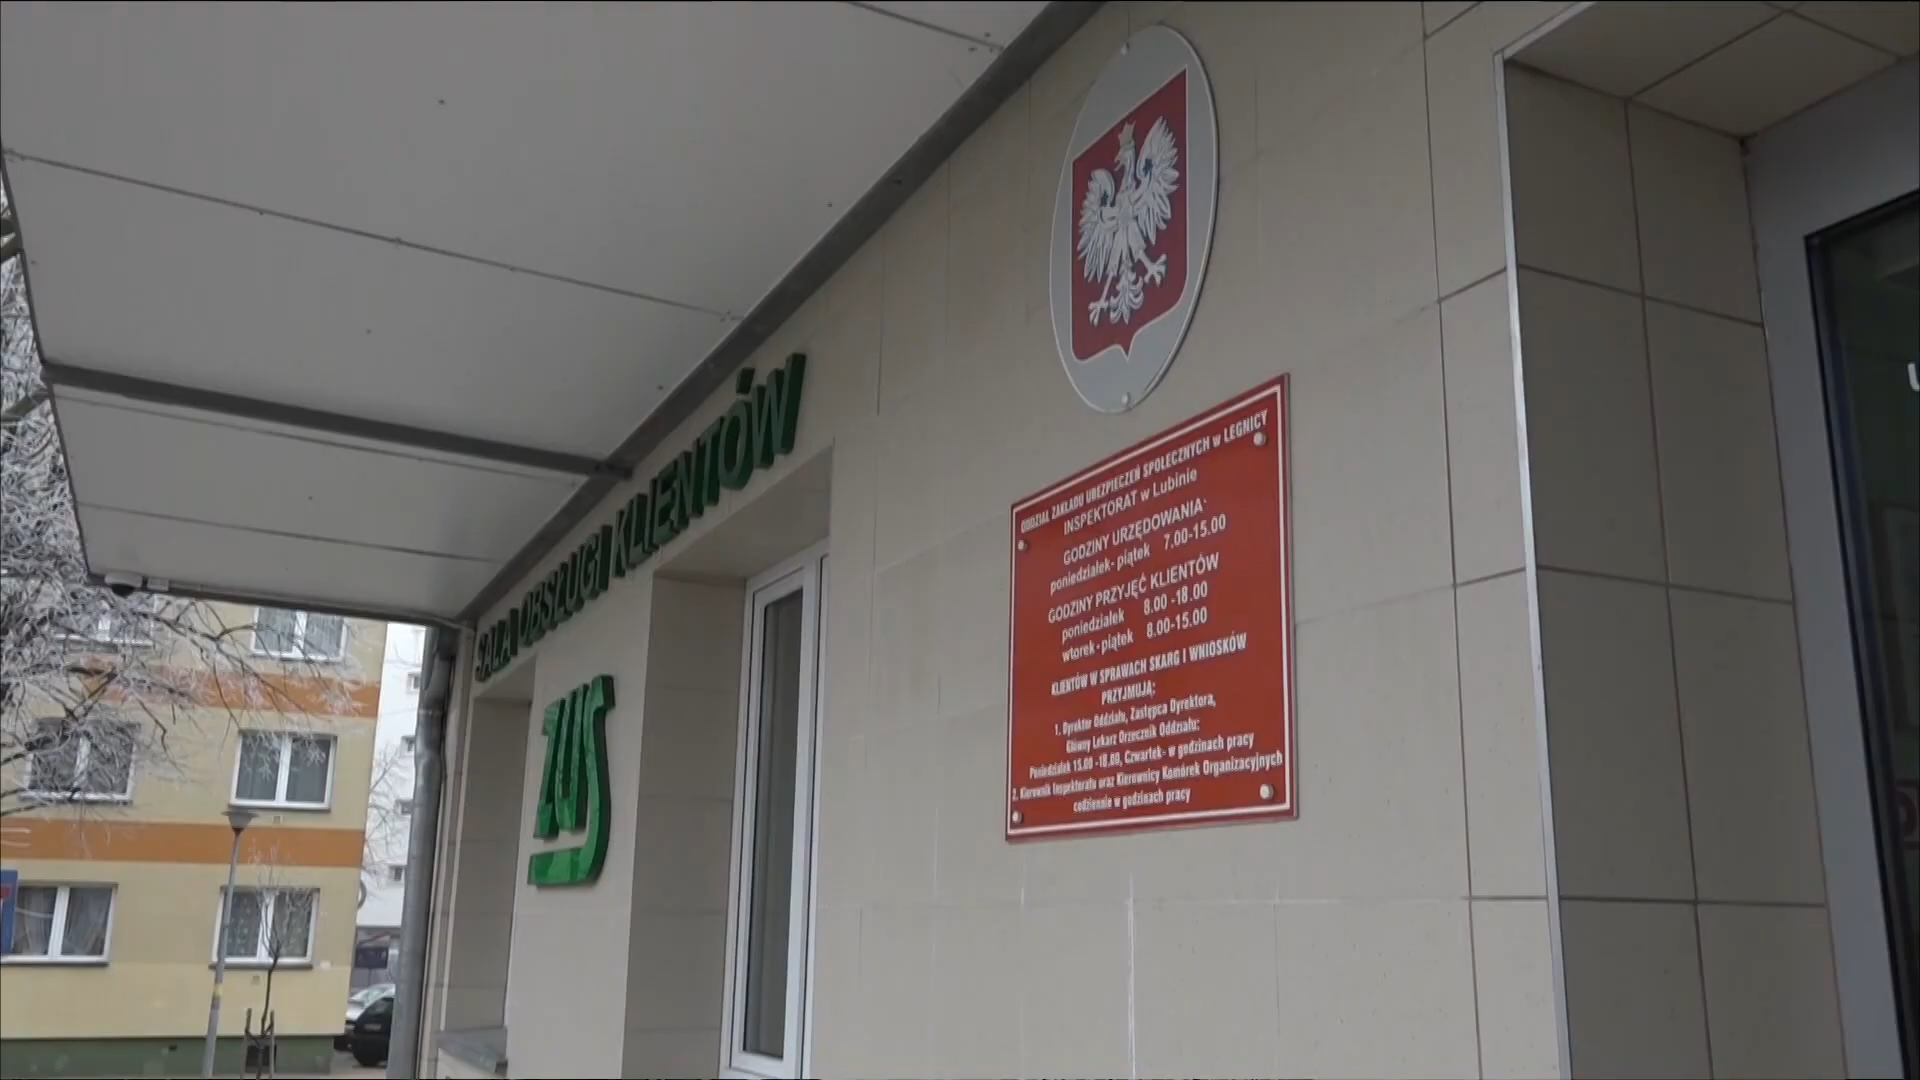 SALA OBSŁUGI KLIENTÓW
ZUS
ODDZIAŁ ZAKŁADU UBEZPIECZEŃ SPOŁECZNYCH w LEGNICY
INSPEKTORAT w Lubinie
GODZINY URZĘDOWANIA:
poniedziałek- piątek 7.00-15.00
GODZINY PRZYJĘĆ KLIENTÓW
poniedziałek 8.00 -18.00
wtorek - piątek 8.00-15.00
KLIENTÓW W SPRAWACH SKARG I WNIOSKÓW
PRZYJMUJĄ:
1. Dyrektor Oddziału, Zastępca Dyrektora,
Główny Lekarz Orzecznik Oddziału:
Poniedziałek 15.00 -18.00, Czwartek- w godzinach pracy
2. Kierownik Inspektoratu oraz Kierownicy Komórek Organizacyjnych
codziennie w godzinach pracy